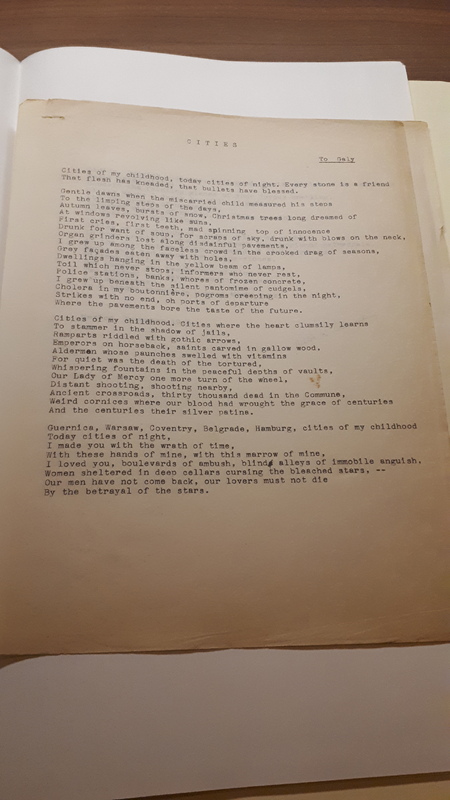 CITIES
To Galy
Cities of my childhood, today cities of night. Every stone is a friend
That flesh has kneaded, that bullets have blessed.
Gentle dawns when the miscarried child measured his steps
To the limping steps of the days,
Autumn leaves, bursts of snow, Christmas trees long dreamed of
At windows revolving like suns,
First cries, first teeth, mad spinning top of innocence
Drunk for want of soup, for scraps of sky, drunk with blows on the neck,
Organ grinders lost along disdainful pavements,
I grew up among the faceless crowd in the crooked drag of seasons,
Grey façades eaten away with holes,
Dwellings hanging in the yellow beam of lamps,
Toil which never stops, informers who never rest,
Police stations, banks, whores of frozen concrete,
I grew up beneath the silent pantomime of cudgels,
Cholera in my boutonnière, pogroms creeping in the night,
Strikes with no end, oh ports of departure
Where the pavements bore the taste of the future.
Cities of my childhood. Cities where the heart clumsily learns
To stammer in the shadow of jails,
Ramparts riddled with gothic arrows,
Emperors on horseback, saints carved in gallow wood.
Aldermen whose paunches swelled with vitamins
For quiet was the death of the tortured,
Whispering fountains in the peaceful depths of vaults,
Our Lady of Mercy one more turn of the wheel,
Distant shooting, shooting nearby,
Ancient crossroads, thirty thousand dead in the Commune,
Weird cornices where our blood had wrought the grace of centuries
And the centuries their silver patina.
Guernica, Warsaw, Coventry, Belgrade, Hamburg, cities of my childhood
Today cities of night,
I made you with the wrath of time,
With these hands of mine, with this marrow of mine,
I loved you, boulevards of ambush, blind alleys of immobile anguish.
Women sheltered in deep cellars cursing the bleached stars, --
Our men have not come back, our lovers must not die
By the betrayal of the stars.